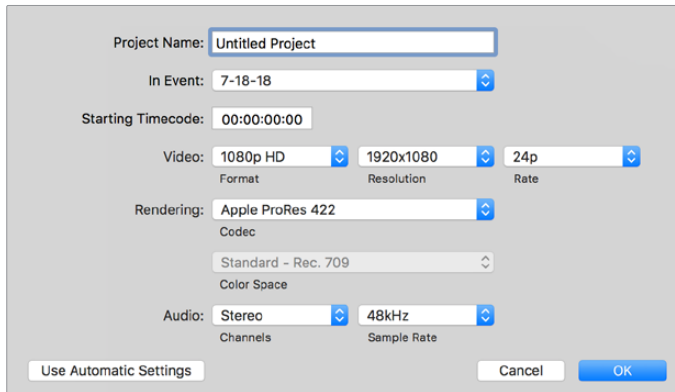 Project Name: Untitled Project
In Event: 7-18-18
Starting Timecode: 00:00:00:00
Video: 1080p HD 1920x1080 24p
Format Resolution Rate
Rendering: Apple ProRes 422
Codec
Standard - Rec. 709
Color Space
Audio: Stereo 48kHz
Channels Sample Rate
Use Automatic Settings Cancel OK